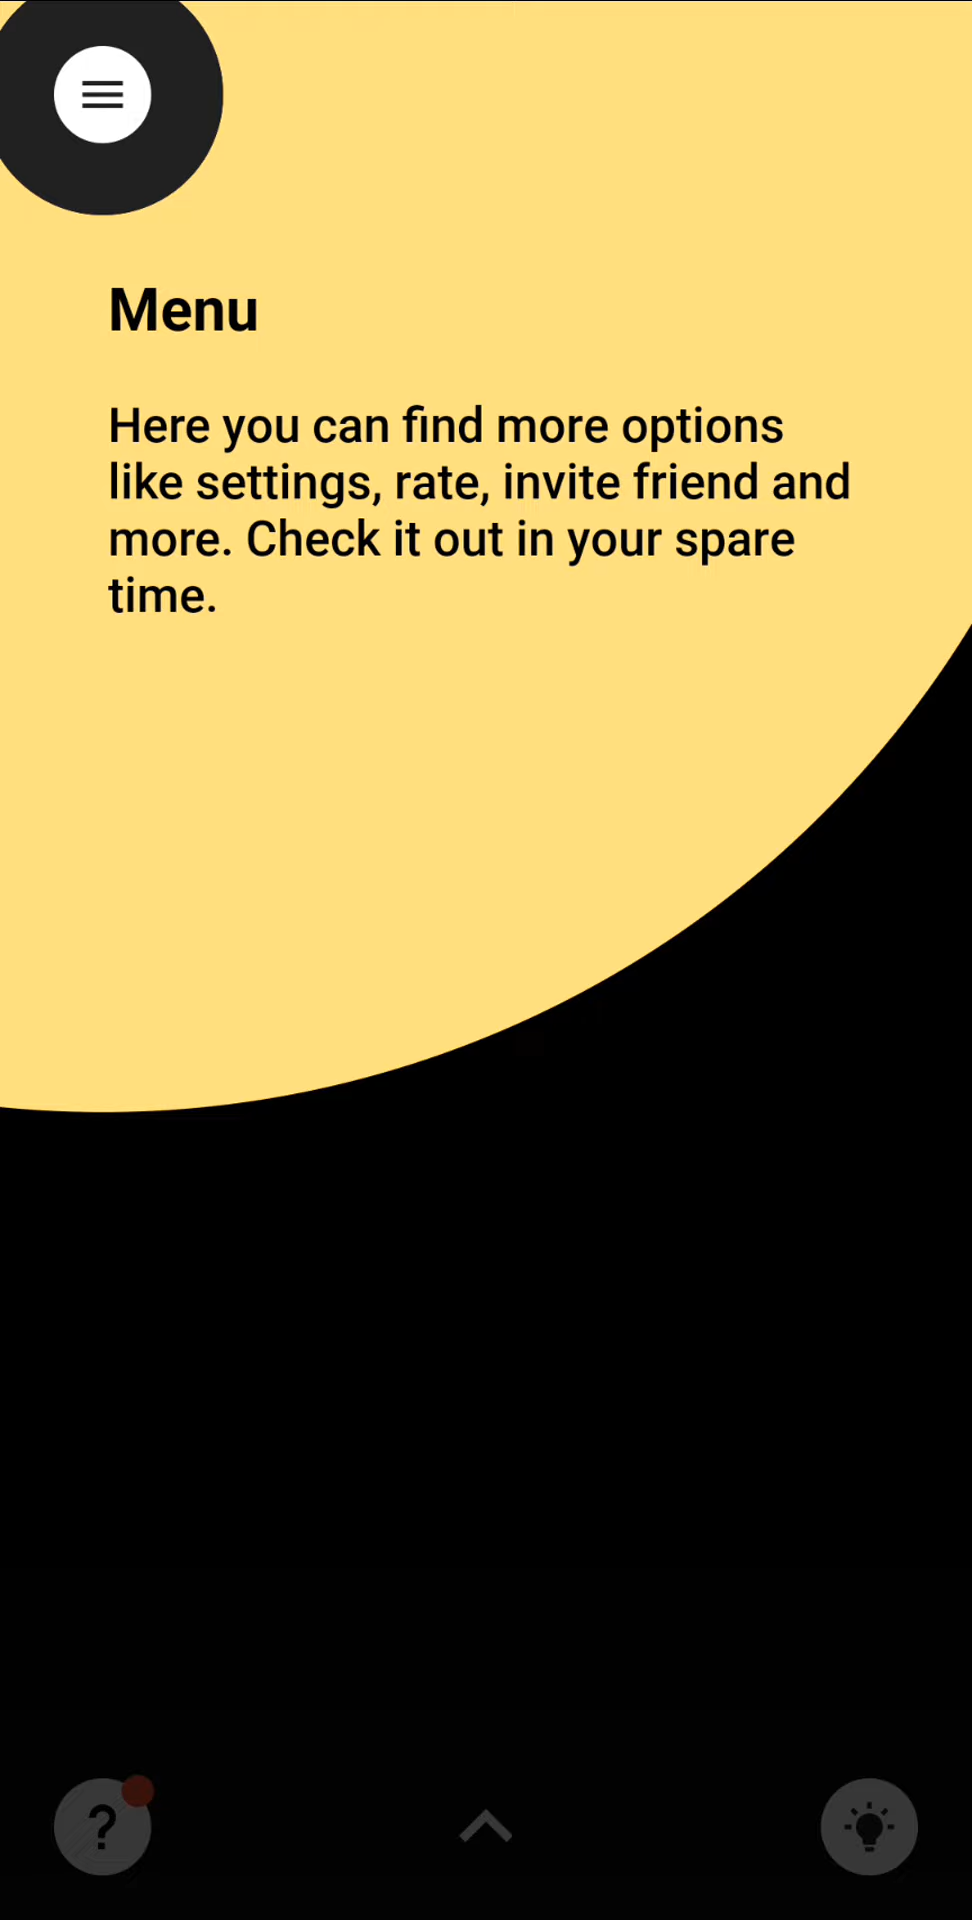 Menu
Here you can find more options
like settings, rate, invite friend and
more. Check it out in your spare
time.
?